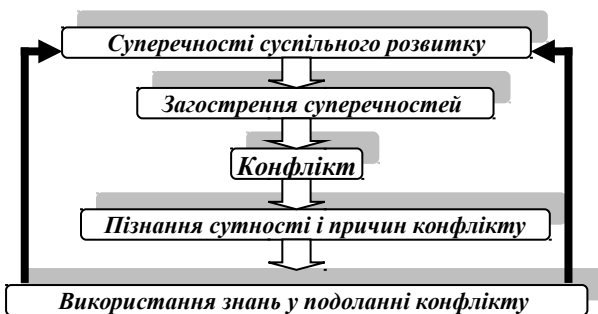 Суперечності суспільного розвитку
Загострення суперечностей
Конфлікт
Пізнання сутності і причин конфлікту
Використання знань у подоланні конфлікту